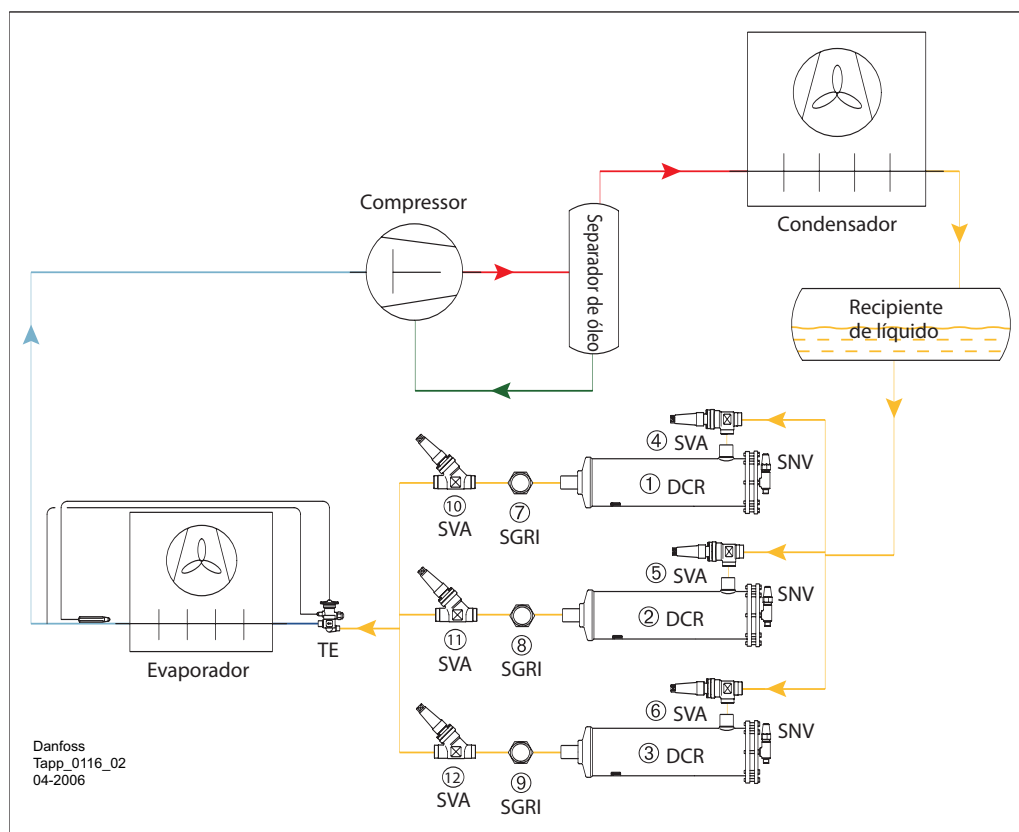 Compressor
Separador de óleo
Condensador
Recipiente
de líquido
④ SVA
SNV
① DCR
⑩
SVA
⑦
SGRI
⑤ SVA
SNV
② DCR
⑪
SVA
⑧
SGRI
TE
Evaporador
⑥ SVA
SNV
③ DCR
⑫
SVA
⑨
SGRI
Danfoss
Tapp_0116_02
04-2006